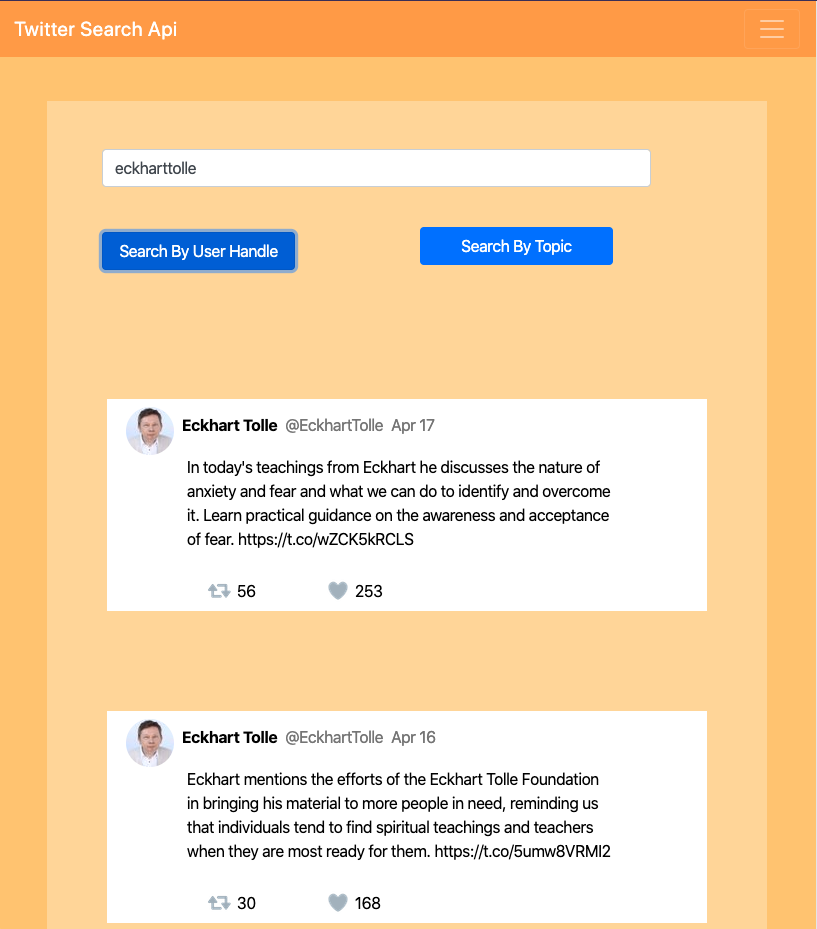 Twitter Search Api
eckharttolle
Search By User Handle
Search By Topic
Eckhart Tolle @EckhartTolle Apr 17
In today's teachings from Eckhart he discusses the nature of
anxiety and fear and what we can do to identify and overcome
it. Learn practical guidance on the awareness and acceptance
of fear. https://t.co/wZCK5kRCLS
56 253
Eckhart Tolle @EckhartTolle Apr 16
Eckhart mentions the efforts of the Eckhart Tolle Foundation
in bringing his material to more people in need, reminding us
that individuals tend to find spiritual teachings and teachers
when they are most ready for them. https://t.co/5umw8VRMI2
30 168